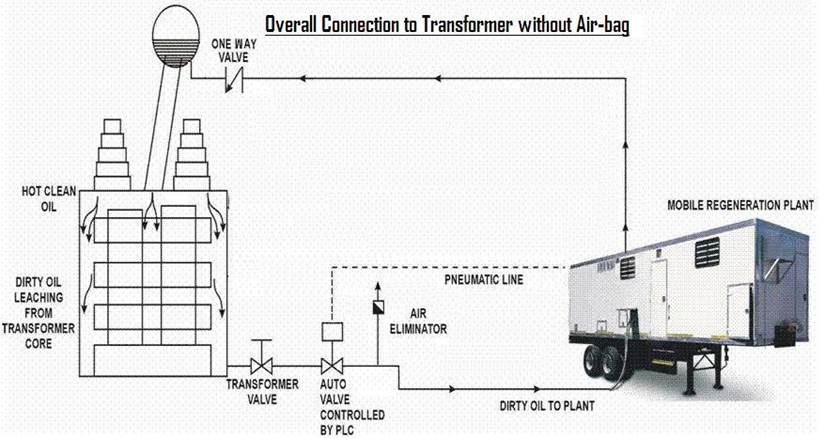 Overall Connection to Transformer without Air-bag
ONE WAY
VALVE
HOT CLEAN
OIL
MOBILE REGENERATION PLANT
DIRTY OIL
LEACHING
FROM
TRANSFORMER
CORE
PNEUMATIC LINE
AIR
ELIMINATOR
TRANSFORMER
VALVE
AUTO
VALVE
CONTROLLED
BY PLC
DIRTY OIL TO PLANT